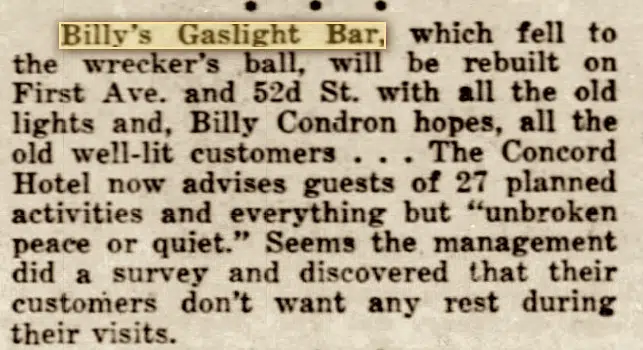 • • •
Billy's Gaslight Bar, which fell to
the wrecker's ball, will be rebuilt on
First Ave. and 52d St. with all the old
lights and, Billy Condron hopes, all the
old well-lit customers . . . The Concord
Hotel now advises guests of 27 planned
activities and everything but "unbroken
peace or quiet." Seems the management
did a survey and discovered that their
customers don't want any rest during
their visits.